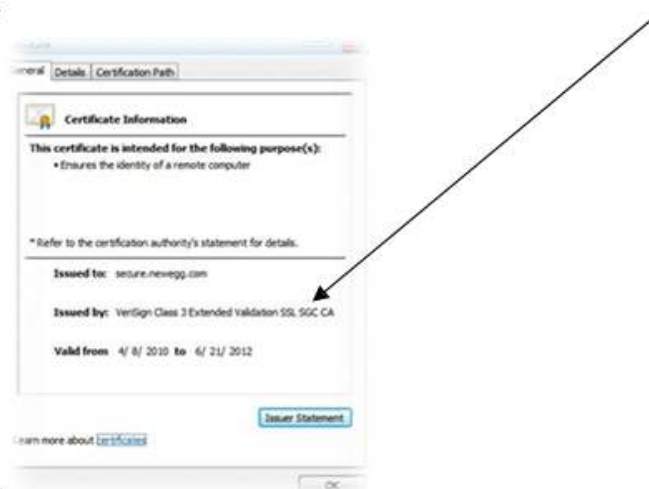 General Details Certification Path
Certificate Information
This certificate is intended for the following purpose(s):
• Ensures the identity of a remote computer
* Refer to the certification authority's statement for details.
Issued to: secure.newegg.com
Issued by: VeriSign Class 3 Extended Validation SSL SGC CA
Valid from 4/ 8/ 2010 to 6/ 21/ 2012
Issuer Statement
Learn more about certificates
OK